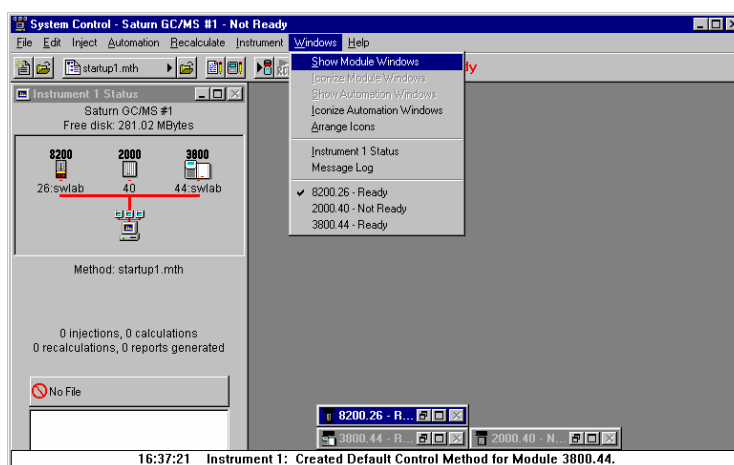 System Control - Saturn GC/MS #1 - Not Ready
File Edit Inject Automation Recalculate Instrument Windows Help
startup1.mth
Show Module Windows
Iconize Module Windows
Show Automation Windows
Iconize Automation Windows
Arrange Icons
Instrument 1 Status
Message Log
8200.26 - Ready
2000.40 - Not Ready
3800.44 - Ready
Instrument 1 Status
Saturn GC/MS #1
Free disk: 281.02 MBytes
8200 2000 3800
26:swlab 40 44:swlab
Method: startup1.mth
0 injections, 0 calculations
0 recalculations, 0 reports generated
No File
8200.26 - R...
3800.44 - R... 2000.40 - N...
16:37:21 Instrument 1: Created Default Control Method for Module 3800.44.